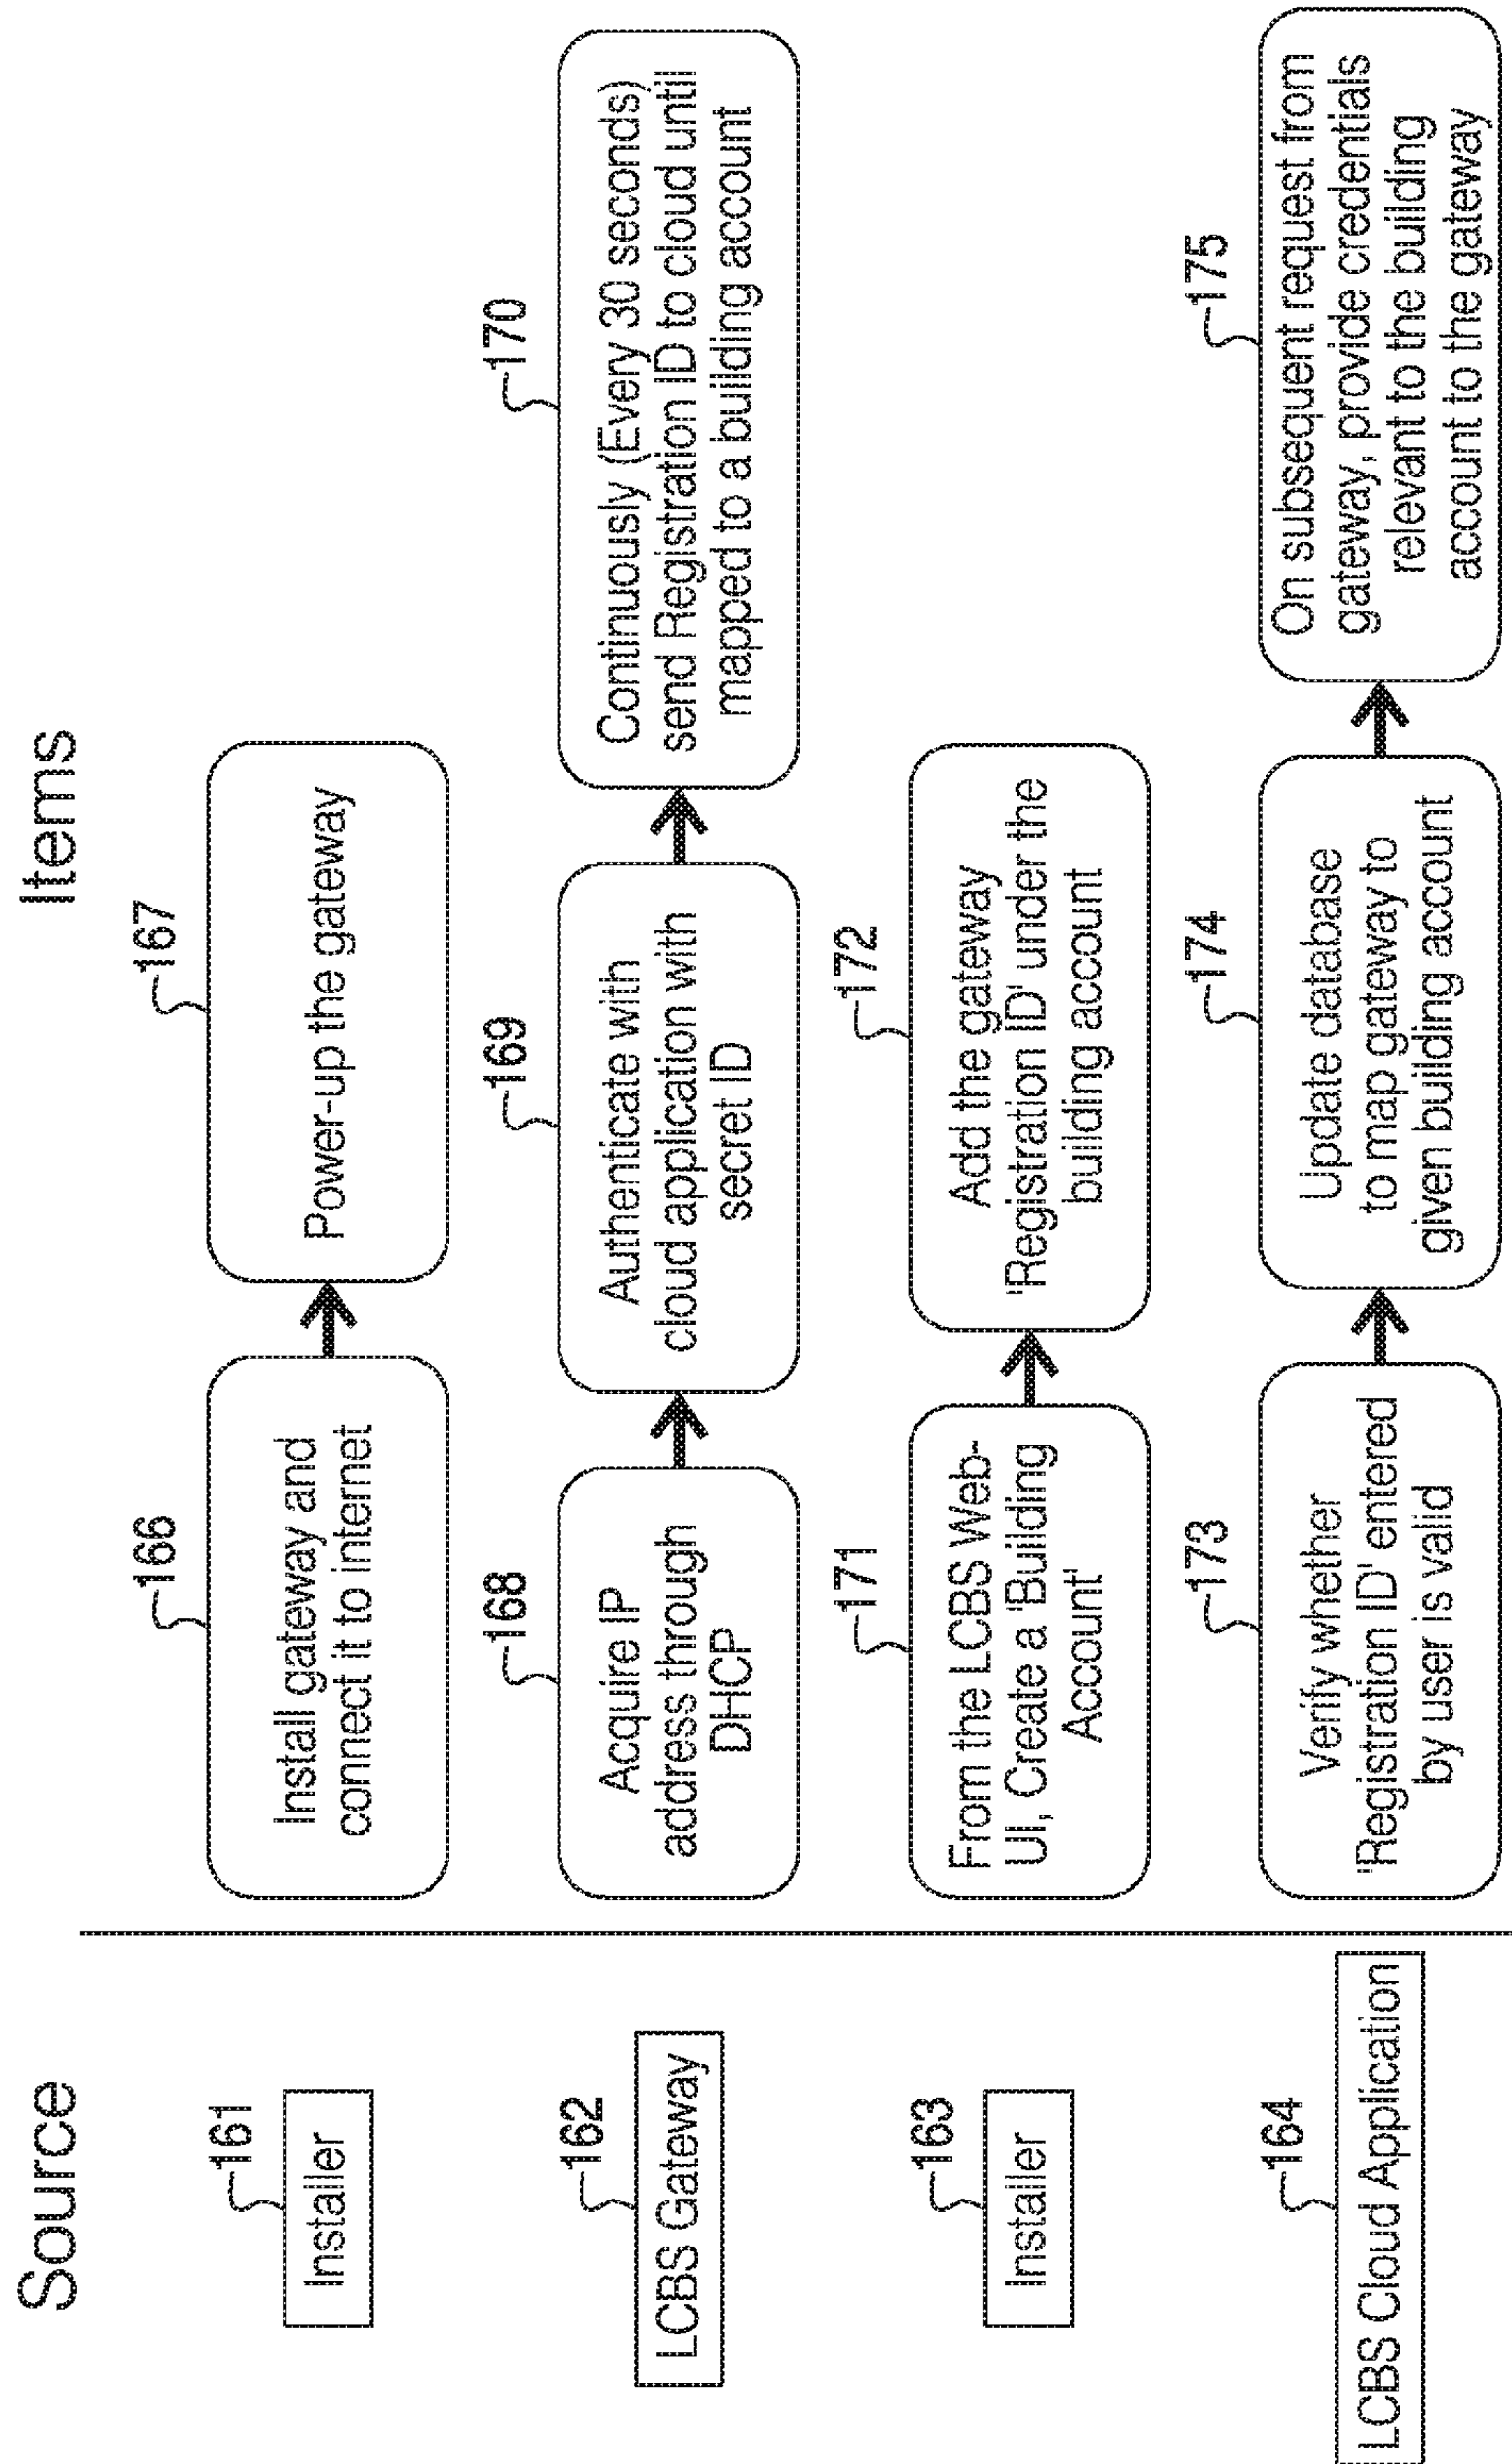 Source
Items
161
Installer
166
Install gateway and
connect it to internet
167
Power-up the gateway
162
LCBS Gateway
168
Acquire IP
address through
DHCP
169
Authenticate with
cloud application with
secret ID
170
Continuously (Every 30 seconds)
send Registration ID to cloud until
mapped to a building account
163
Installer
171
From the LCBS Web-
UI, Create a 'Building
Account'
172
Add the gateway
'Registration ID' under the
building account
164
LCBS Cloud Application
173
Verify whether
'Registration ID' entered
by user is valid
174
Update database
to map gateway to
given building account
175
On subsequent request from
gateway, provide credentials
relevant to the building
account to the gateway